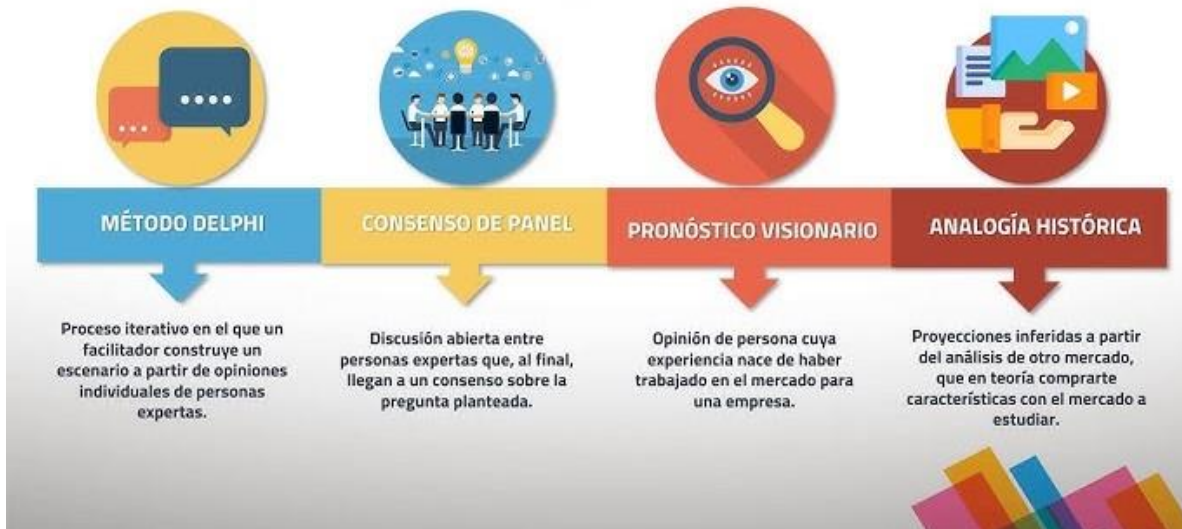 MÉTODO DELPHI
Proceso iterativo en el que un
facilitador construye un
escenario a partir de opiniones
individuales de personas
expertas.
CONSENSO DE PANEL
Discusión abierta entre
personas expertas que, al final,
llegan a un consenso sobre la
pregunta planteada.
PRONÓSTICO VISIONARIO
Opinión de persona cuya
experiencia nace de haber
trabajado en el mercado para
una empresa.
ANALOGÍA HISTÓRICA
Proyecciones inferidas a partir
del análisis de otro mercado,
que en teoría comprarte
características con el mercado a
estudiar.